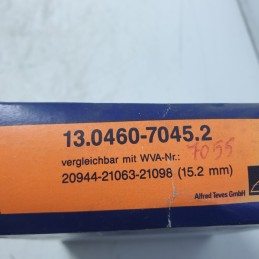 13.0460-7045.2
vergleichbar mit WVA-Nr.: 7055
20944-21063-21098 (15.2 mm)
Alfred Teves GmbH